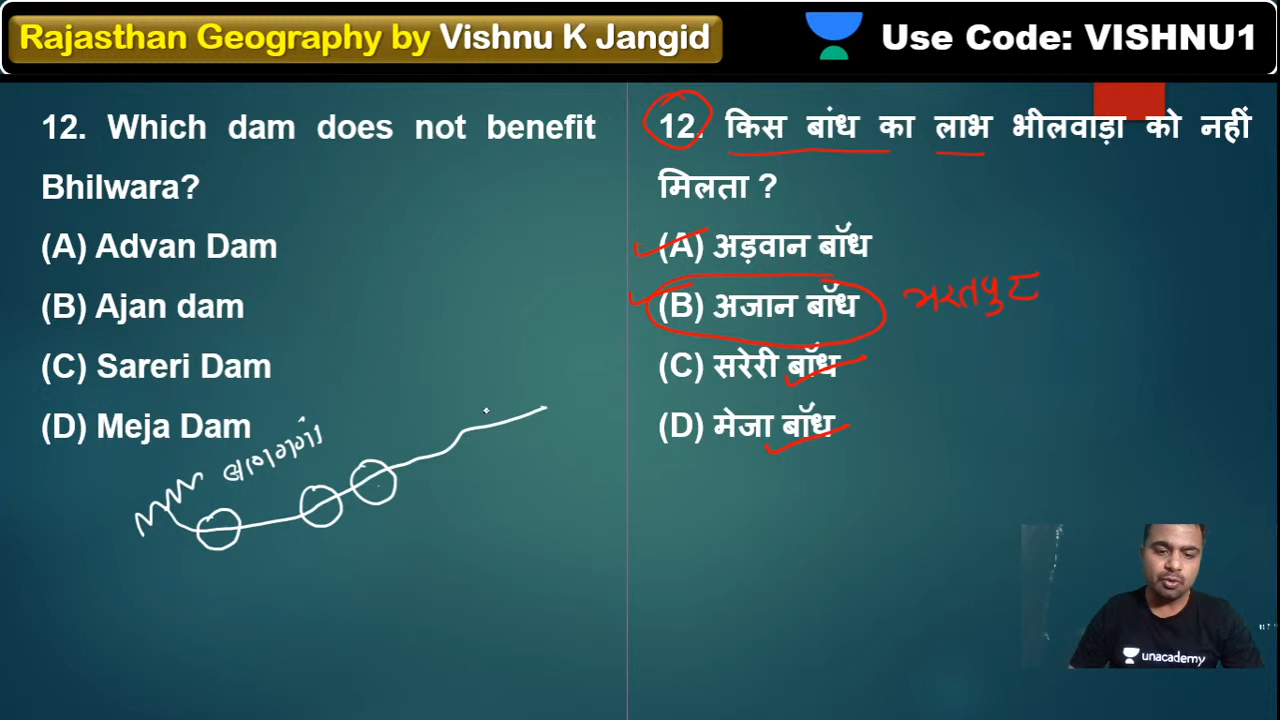 Rajasthan Geography by Vishnu K Jangid
Use Code: VISHNU1
12. Which dam does not benefit
Bhilwara?
(A) Advan Dam
(B) Ajan dam
(C) Sareri Dam
(D) Meja Dam
बाणगंगा
12. किस बांध का लाभ भीलवाड़ा को नहीं
मिलता ?
(A) अड़वान बाँध
(B) अजान बाँध
भरतपुर
(C) सरेरी बाँध
(D) मेजा बाँध
unacademy